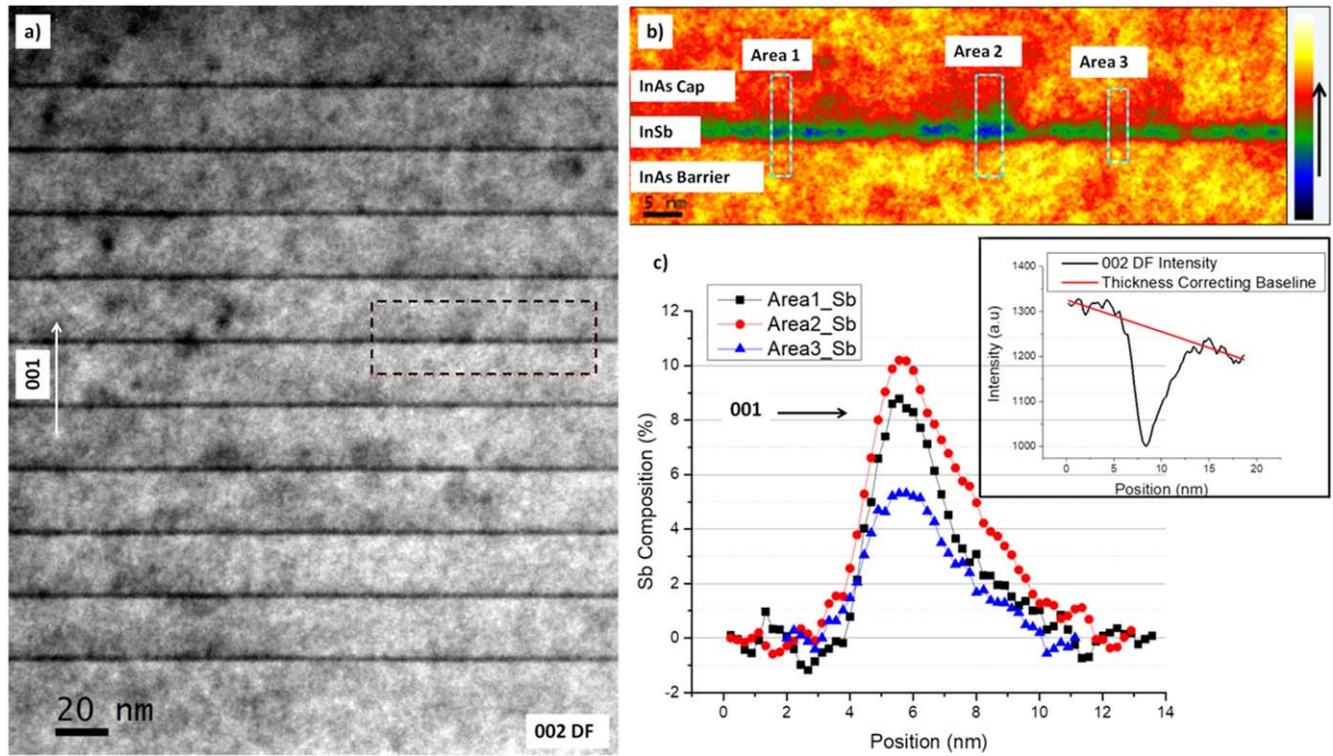 a)
001
20 nm
002 DF
b)
Area 1
Area 2
Area 3
InAs Cap
InSb
InAs Barrier
5 nm
c)
Area1_Sb
Area2_Sb
Area3_Sb
001
Sb Composition (%)
12
10
8
6
4
2
0
-2
0 2 4 6 8 10 12 14
Position (nm)
002 DF Intensity
Thickness Correcting Baseline
Intensity (a.u)
1400
1300
1200
1100
1000
0 5 10 15 20
Position (nm)